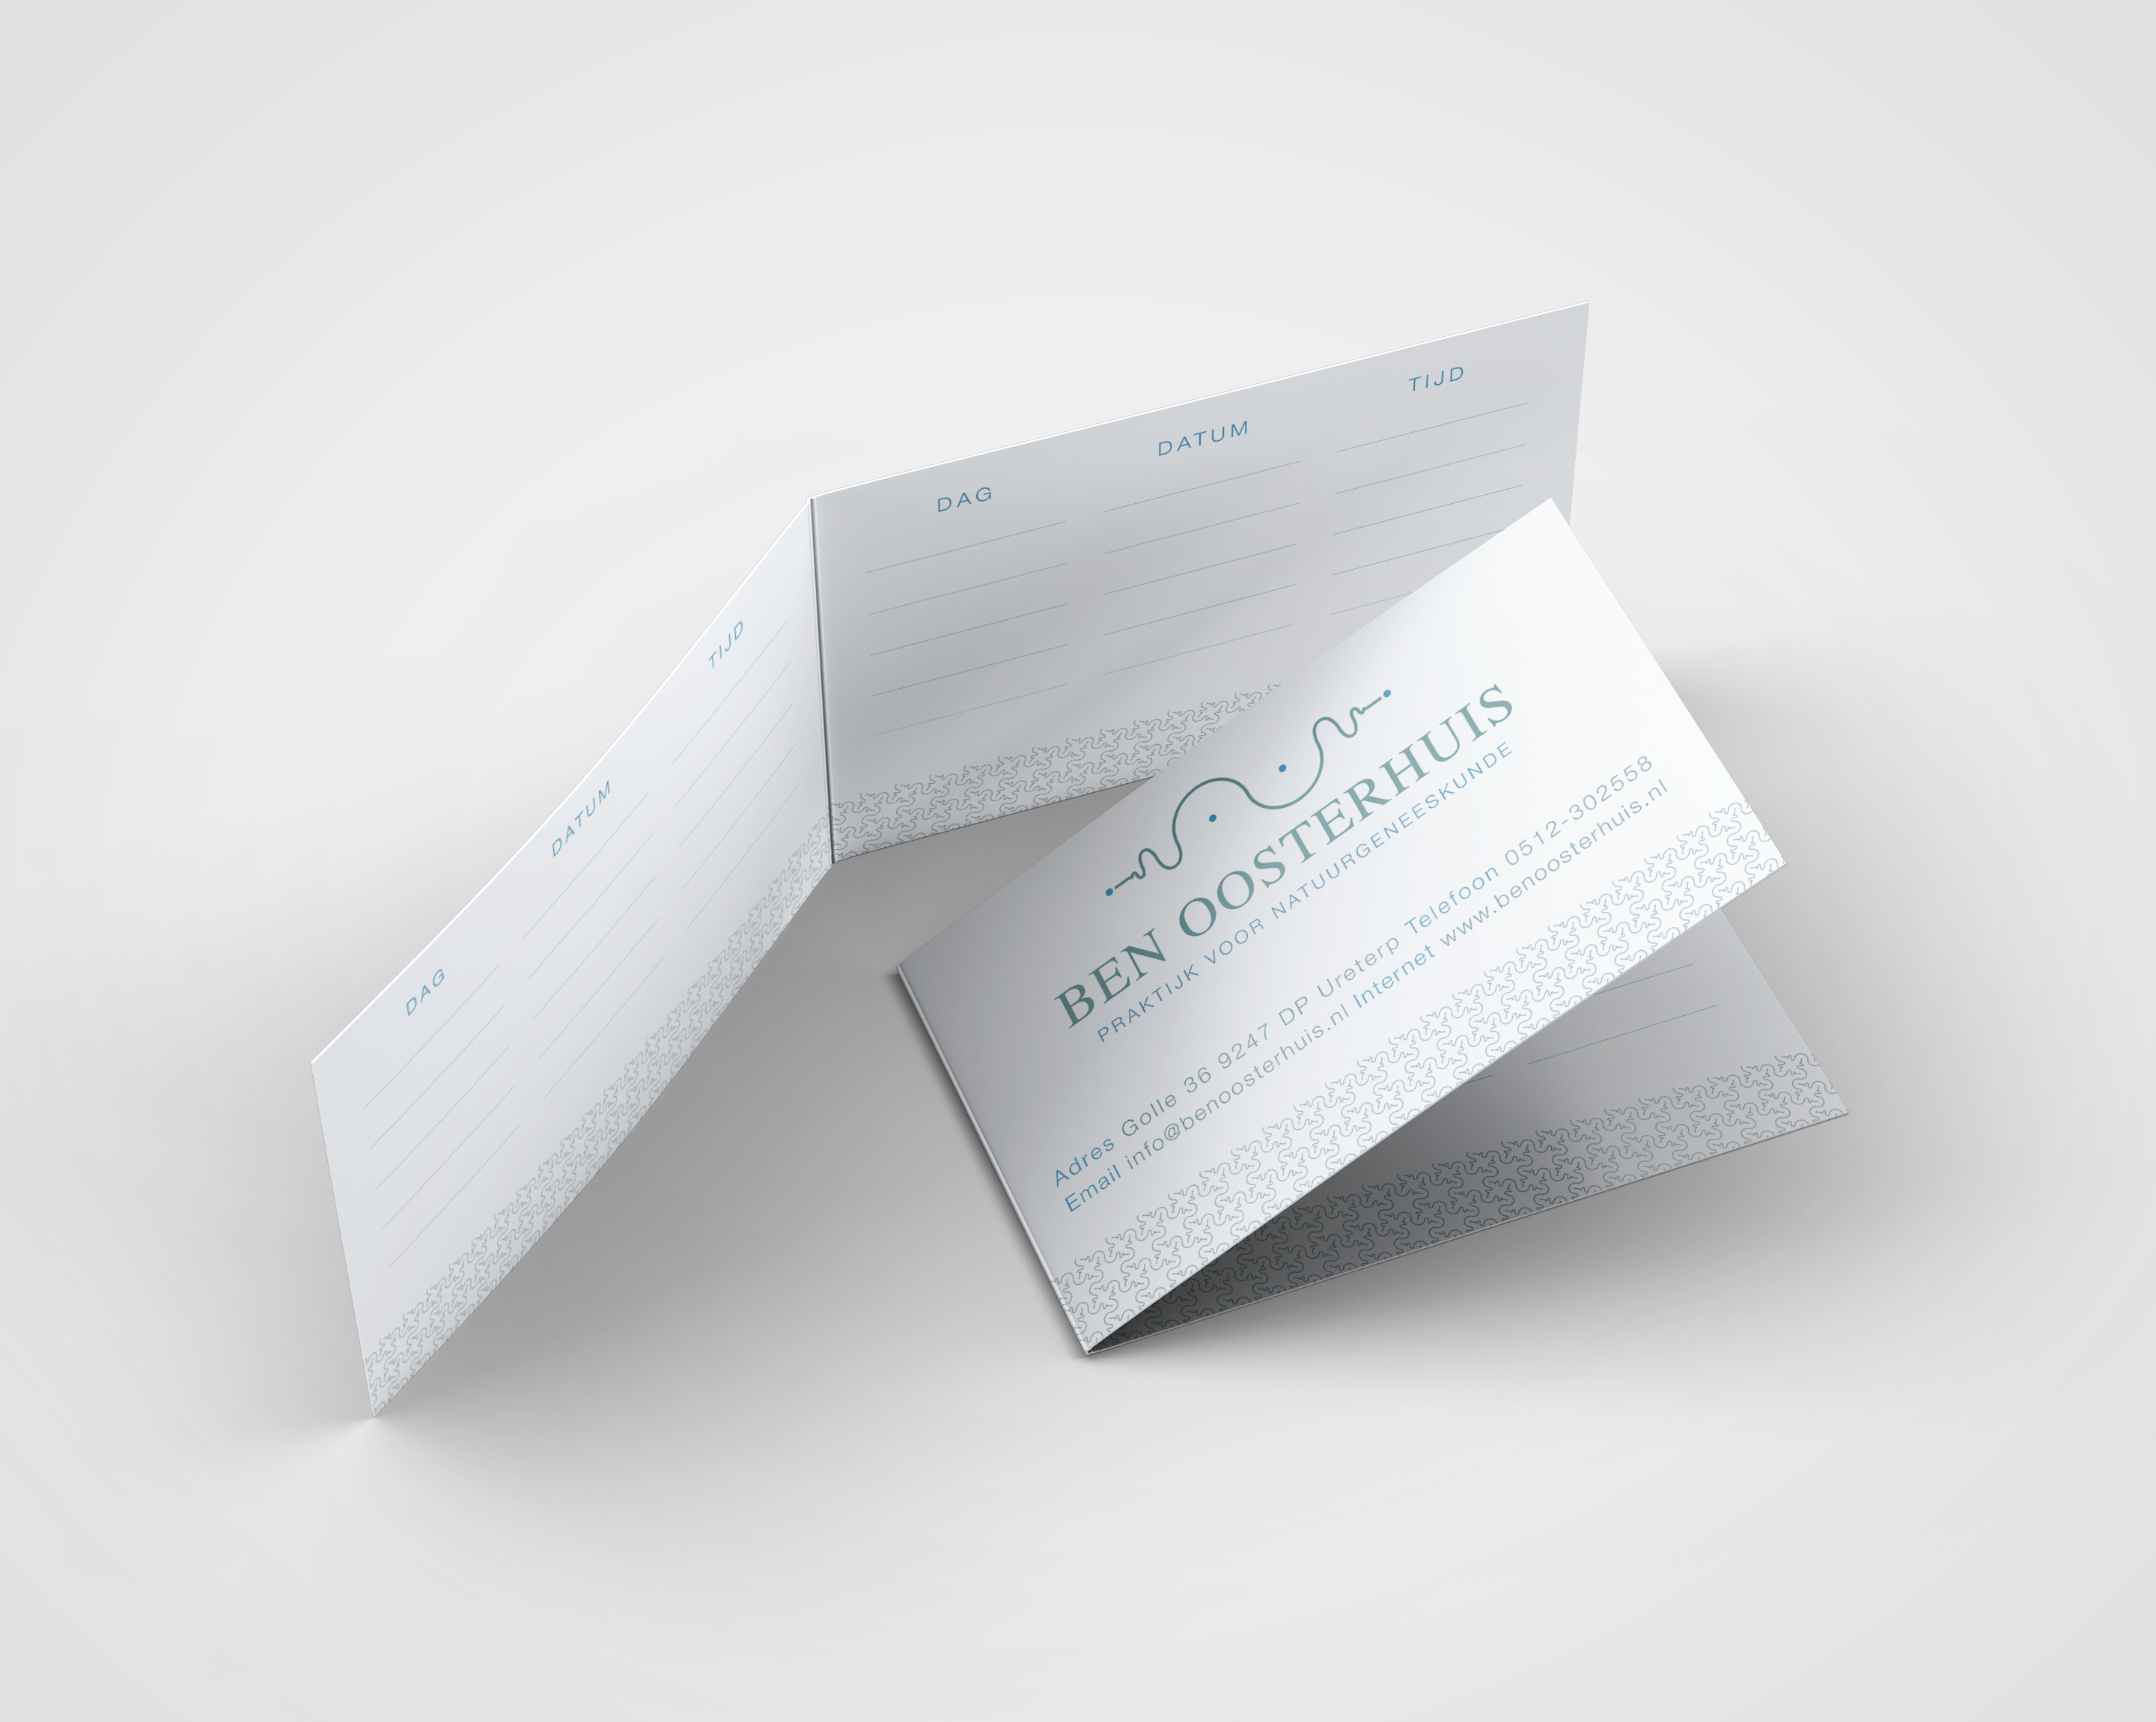 DAG DATUM TIJD
DAG DATUM TIJD
BEN OOSTERHUIS
PRAKTIJK VOOR NATUURGENEESKUNDE
Adres Golle 36 9247 DP Ureterp Telefoon 0512-302558
Email info@benoosterhuis.nl Internet www.benoosterhuis.nl